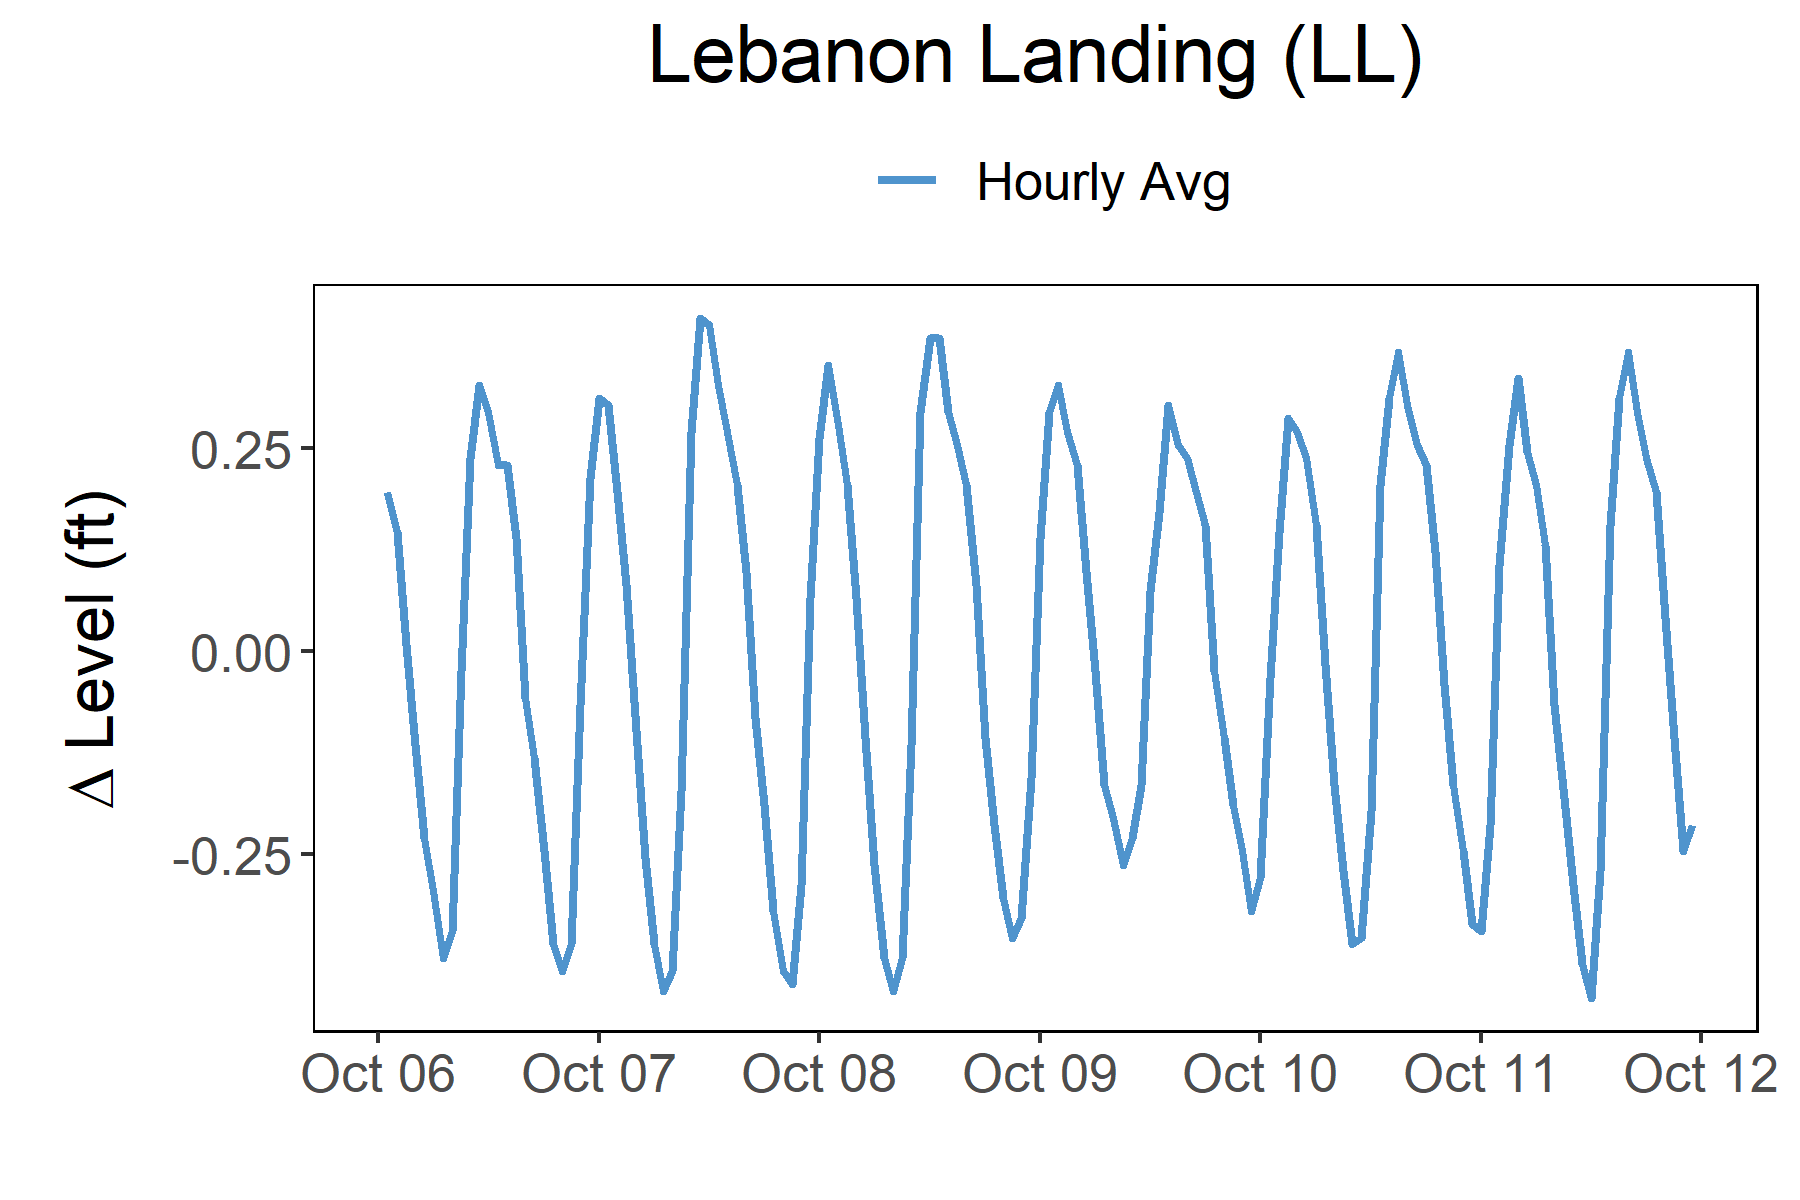 Lebanon Landing (LL)
Hourly Avg
Δ Level (ft)
0.25
0.00
-0.25
Oct 06 Oct 07 Oct 08 Oct 09 Oct 10 Oct 11 Oct 12